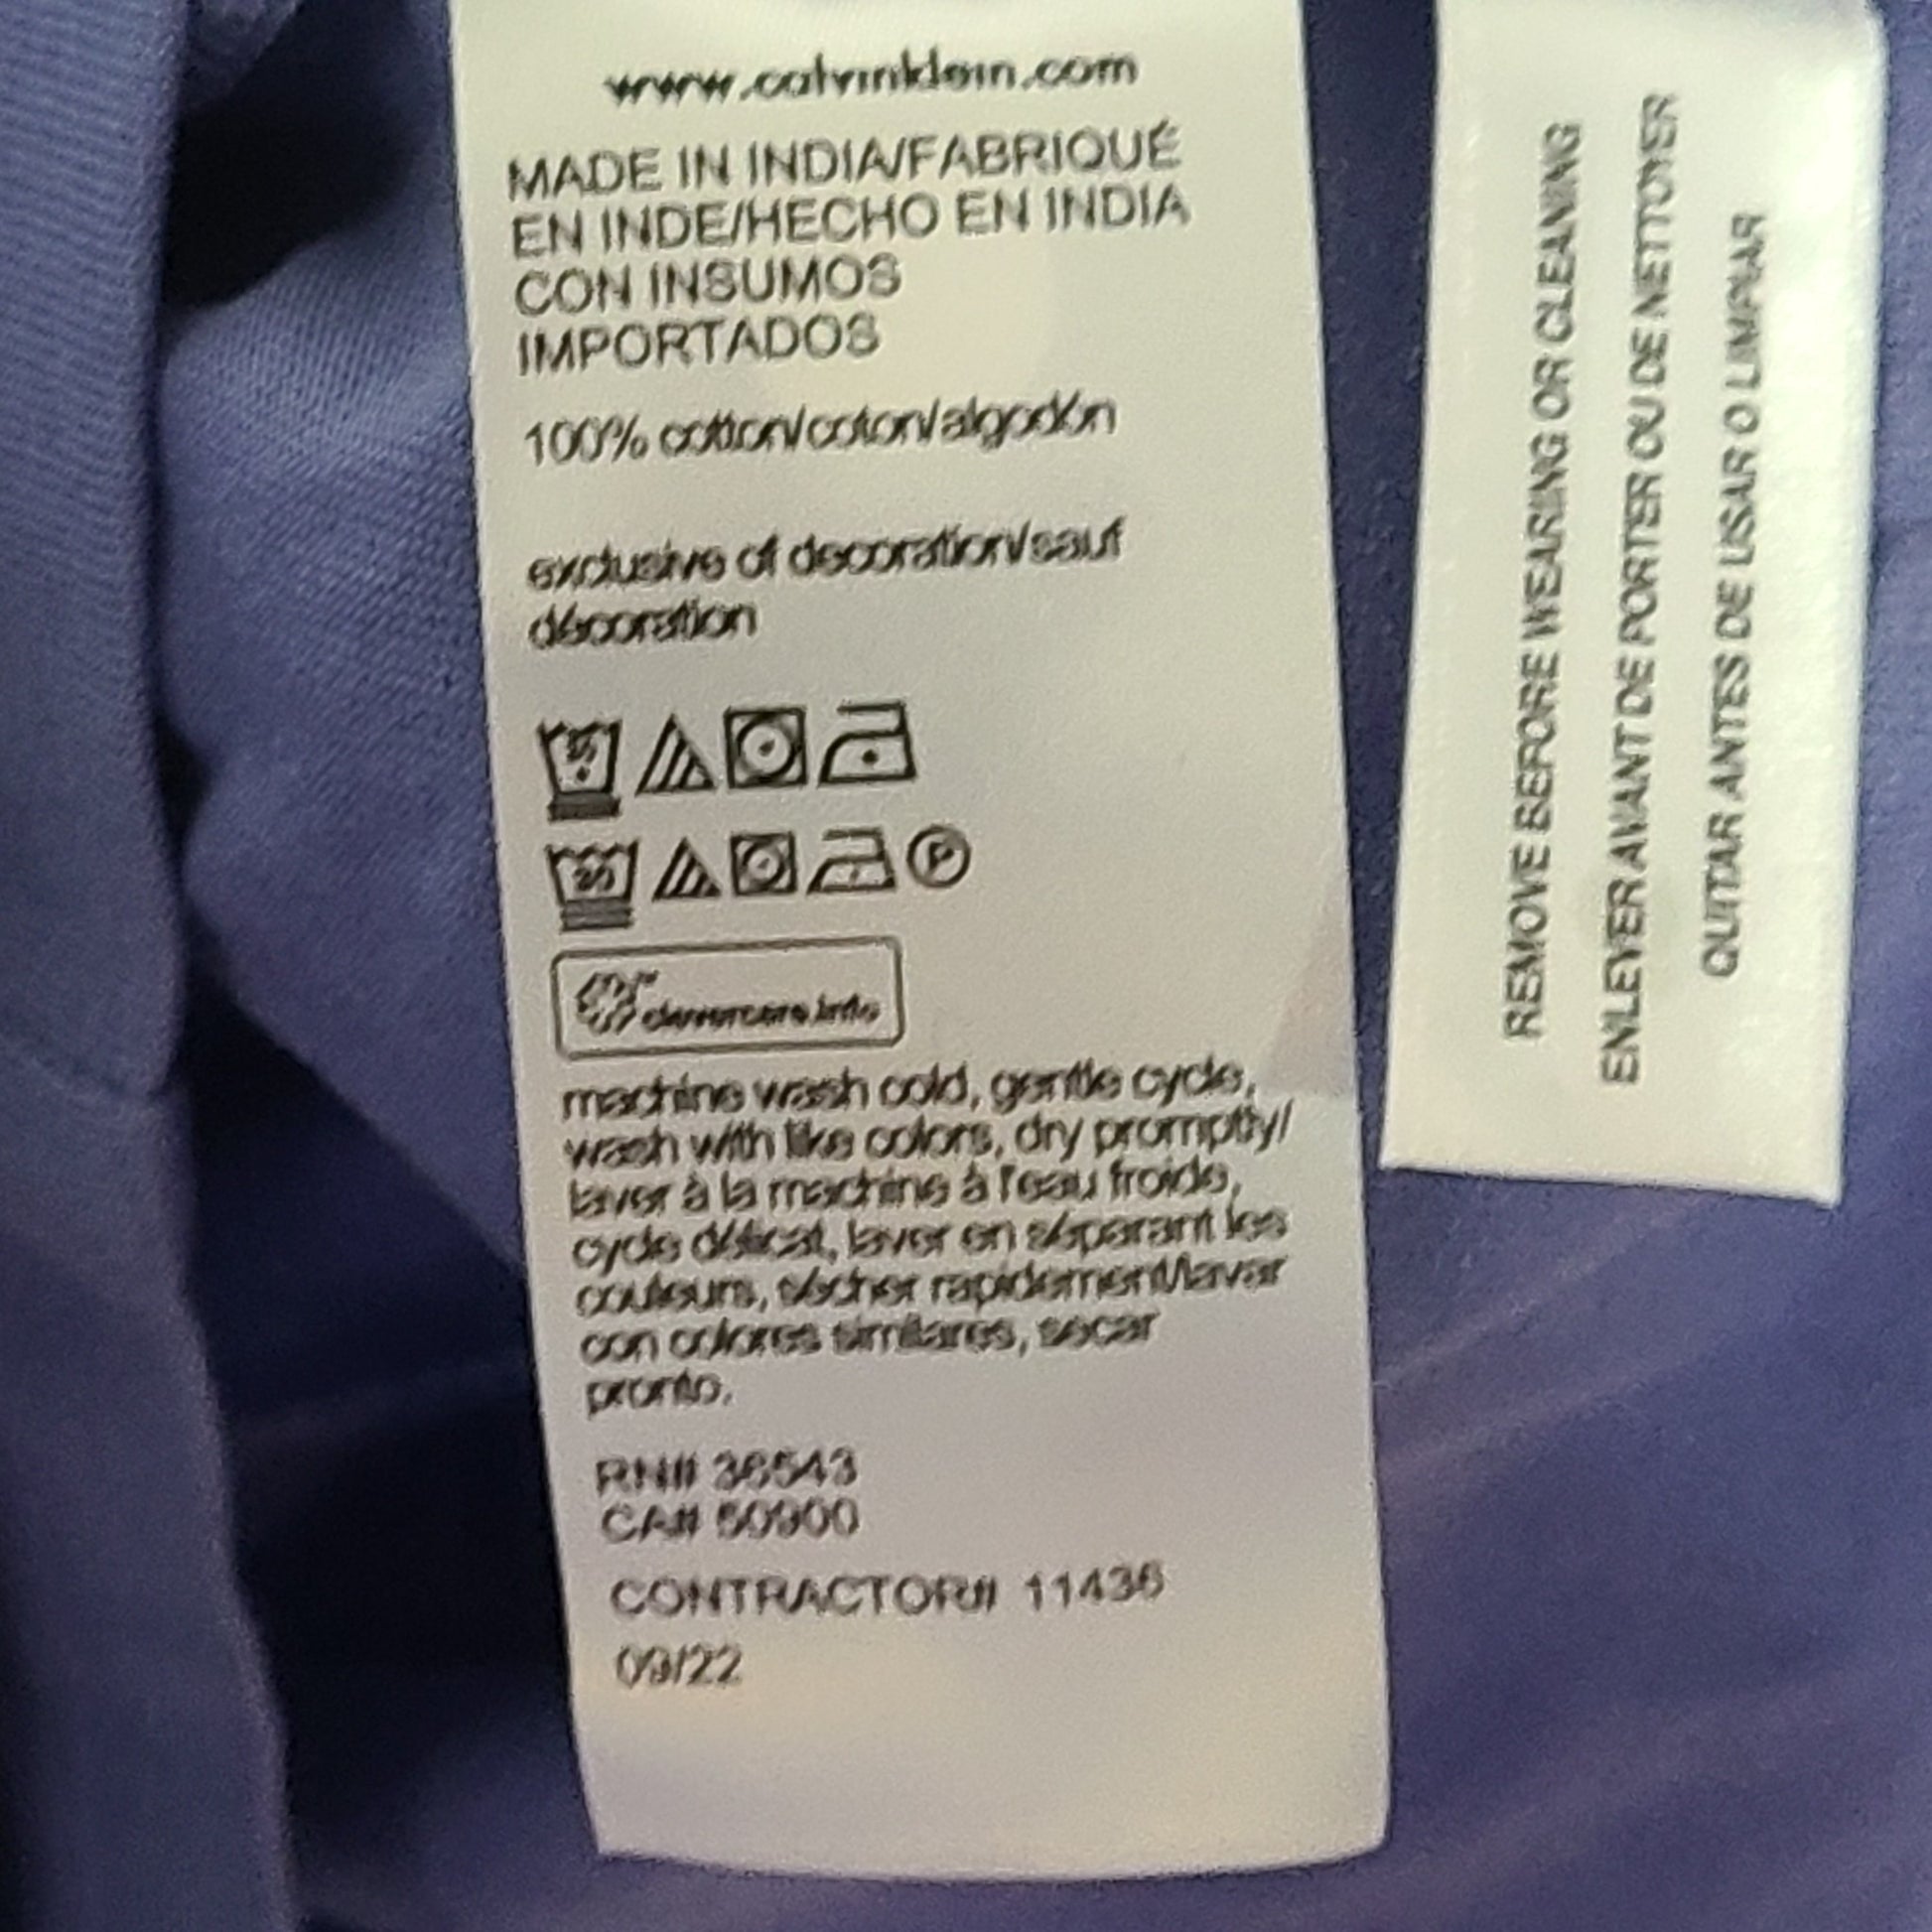 www.calvinklein.com
MADE IN INDIA/FABRIQUÉ
EN INDE/HECHO EN INDIA
CON INSUMOS
IMPORTADOS
100% cotton/coton/algodón
exclusive of decoration/sauf
décoration
30
30
P
clevercare.info
machine wash cold, gentle cycle,
wash with like colors, dry promptly/
laver à la machine à l'eau froide,
cycle délicat, laver en séparant les
couleurs, sécher rapidement/lavar
con colores similares, secar
pronto.
RN# 36543
CA# 50900
CONTRACTOR# 11436
09/22
REMOVE BEFORE WEARING OR CLEANING
ENLEVER AVANT DE PORTER OU DE NETTOYER
QUITAR ANTES DE USAR O LIMPIAR